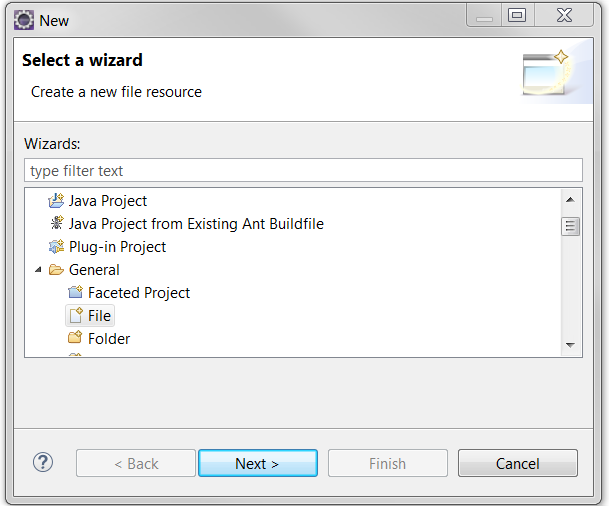 New
Select a wizard
Create a new file resource
Wizards:
type filter text
Java Project
Java Project from Existing Ant Buildfile
Plug-in Project
General
Faceted Project
File
Folder
< Back
Next >
Finish
Cancel